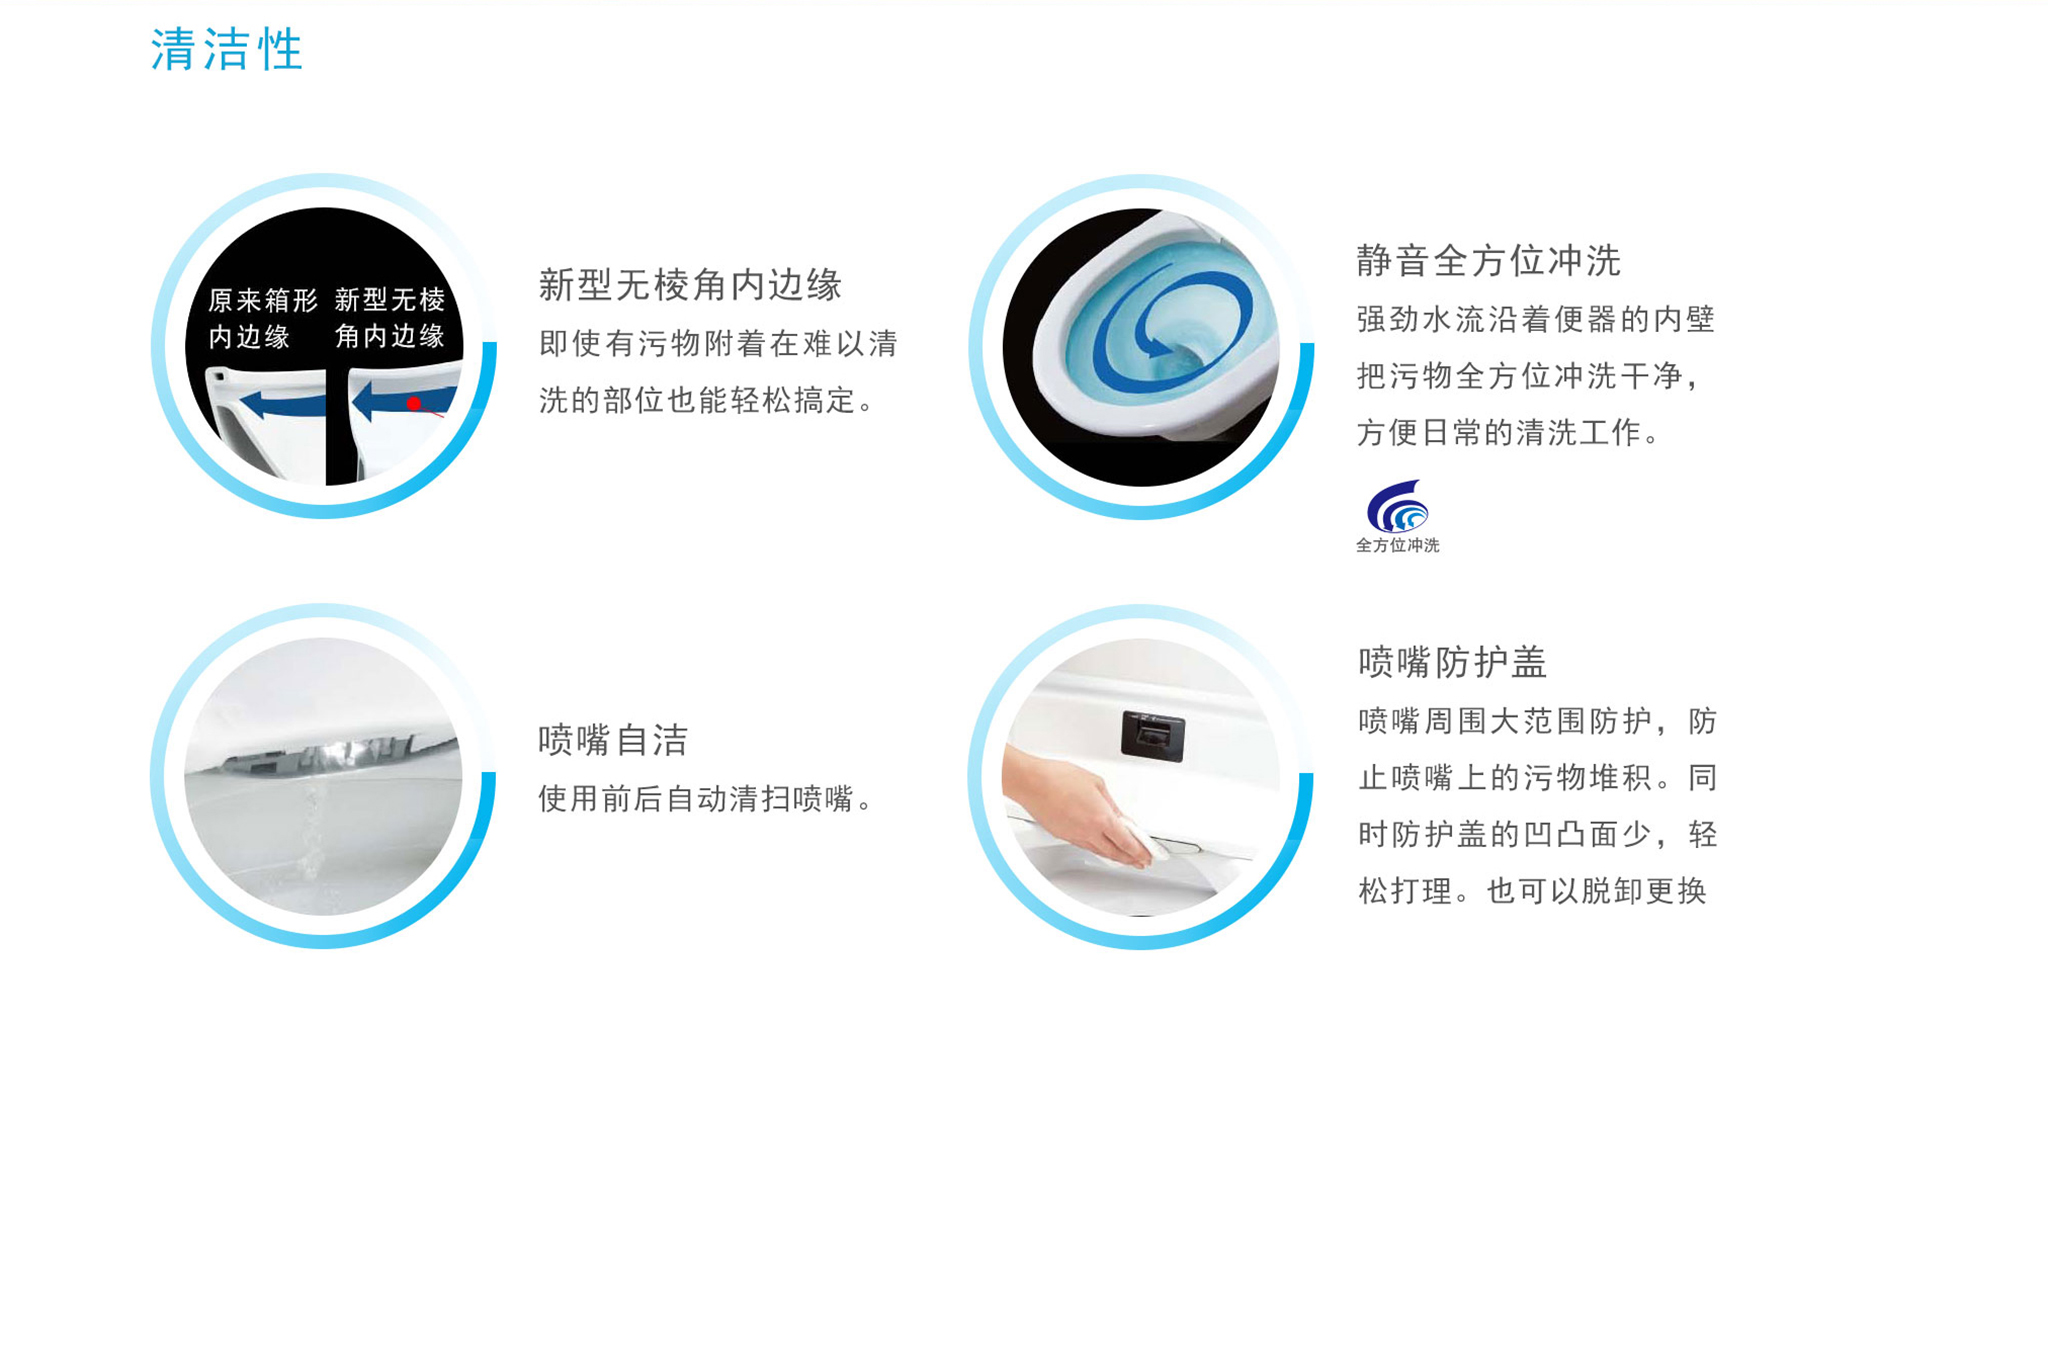 清洁性
原来箱形
内边缘
新型无棱
角内边缘
新型无棱角内边缘
即使有污物附着在难以清
洗的部位也能轻松搞定。
静音全方位冲洗
强劲水流沿着便器的内壁
把污物全方位冲洗干净，
方便日常的清洗工作。
全方位冲洗
喷嘴自洁
使用前后自动清扫喷嘴。
喷嘴防护盖
喷嘴周围大范围防护，防
止喷嘴上的污物堆积。同
时防护盖的凹凸面少，轻
松打理。也可以脱卸更换